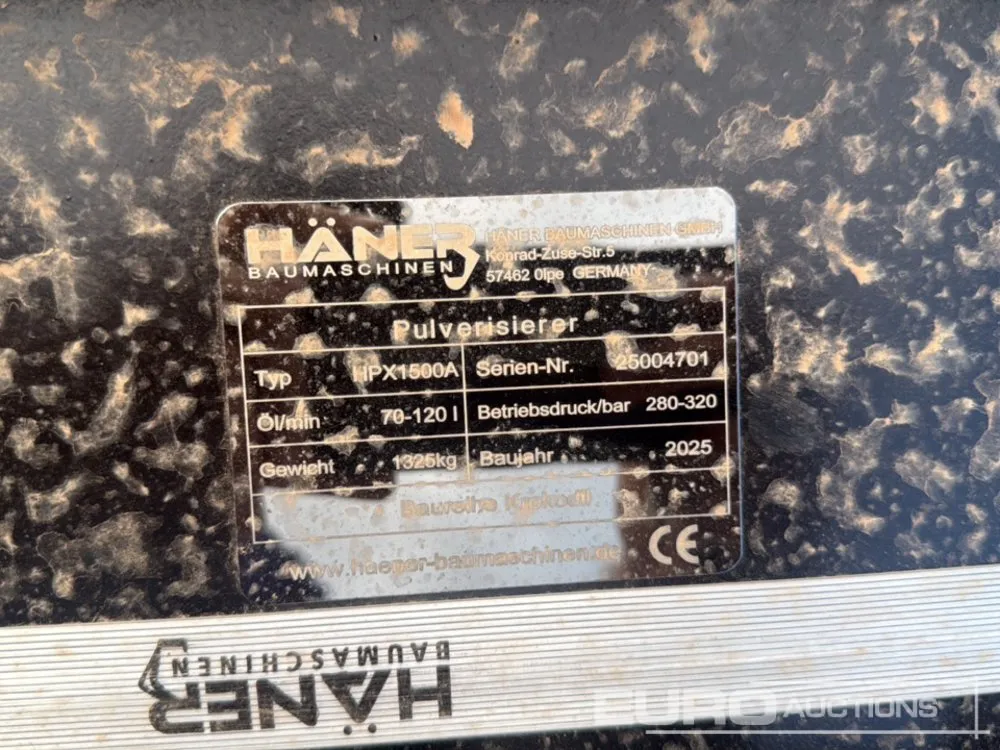 HÄNER
BAUMASCHINEN
HÄNER BAUMASCHINEN GMBH
Konrad-Zuse-Str.5
57462 Olpe GERMANY
Pulverisierer
Typ HPX1500A Serien-Nr. 25004701
Öl/min 70-120 l Betriebsdruck/bar 280-320
Gewicht 1325kg Baujahr 2025
Baureihe
www.haener-baumaschinen.de CE
HÄNER
BAUMASCHINEN
EURO AUCTIONS